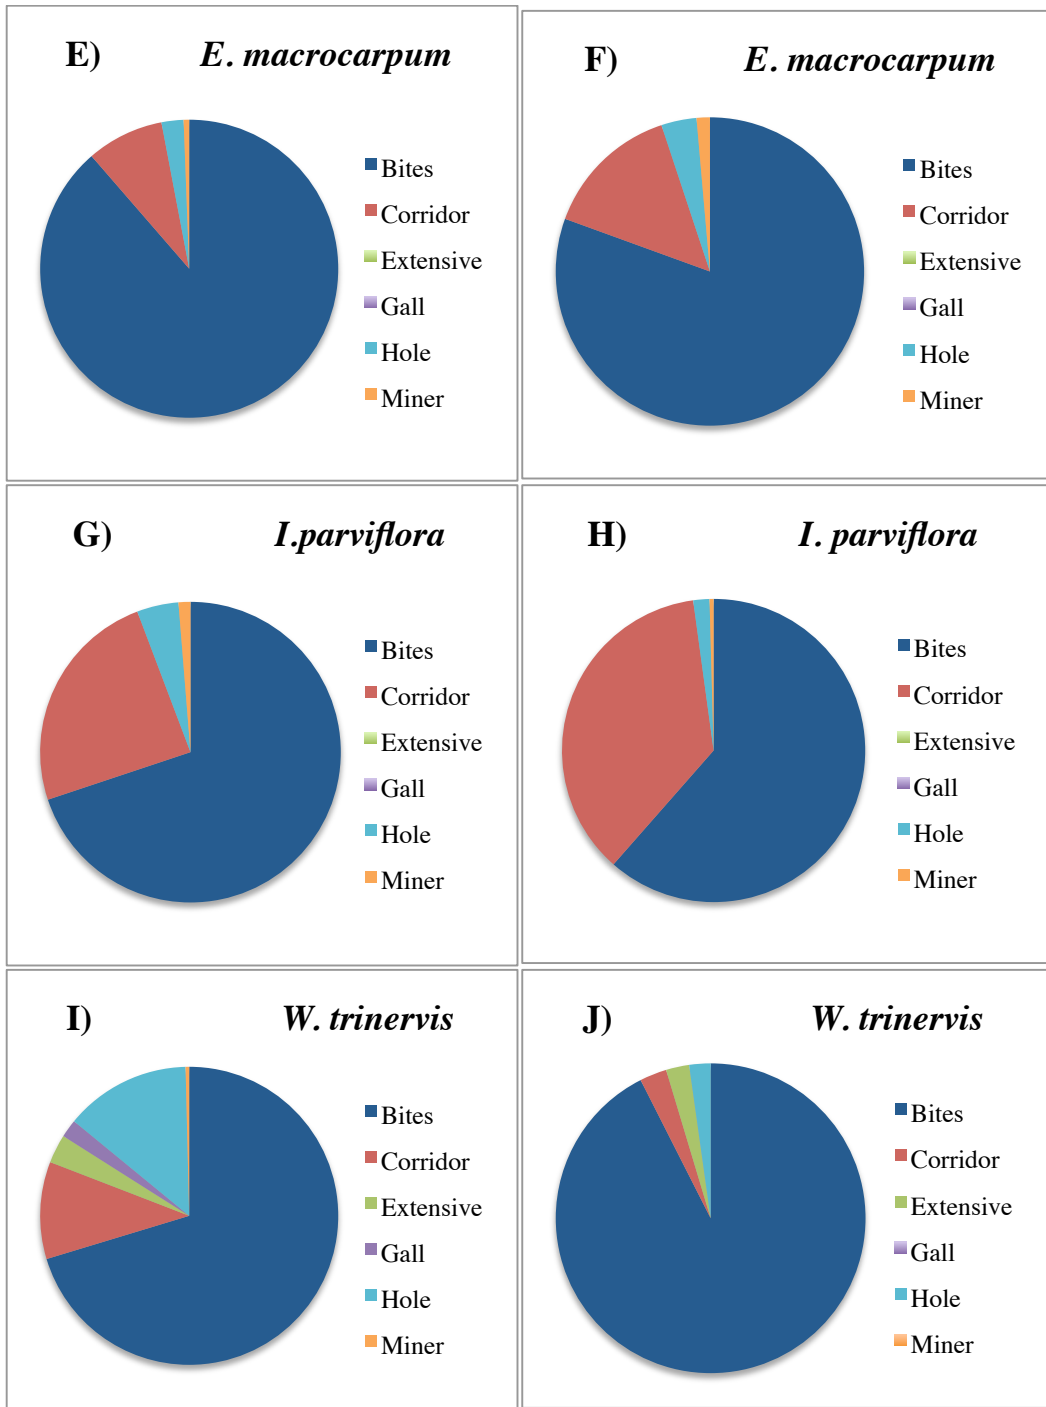 E) E. macrocarpum
Bites
Corridor
Extensive
Gall
Hole
Miner
F) E. macrocarpum
Bites
Corridor
Extensive
Gall
Hole
Miner
G) I.parviflora
Bites
Corridor
Extensive
Gall
Hole
Miner
H) I. parviflora
Bites
Corridor
Extensive
Gall
Hole
Miner
I) W. trinervis
Bites
Corridor
Extensive
Gall
Hole
Miner
J) W. trinervis
Bites
Corridor
Extensive
Gall
Hole
Miner